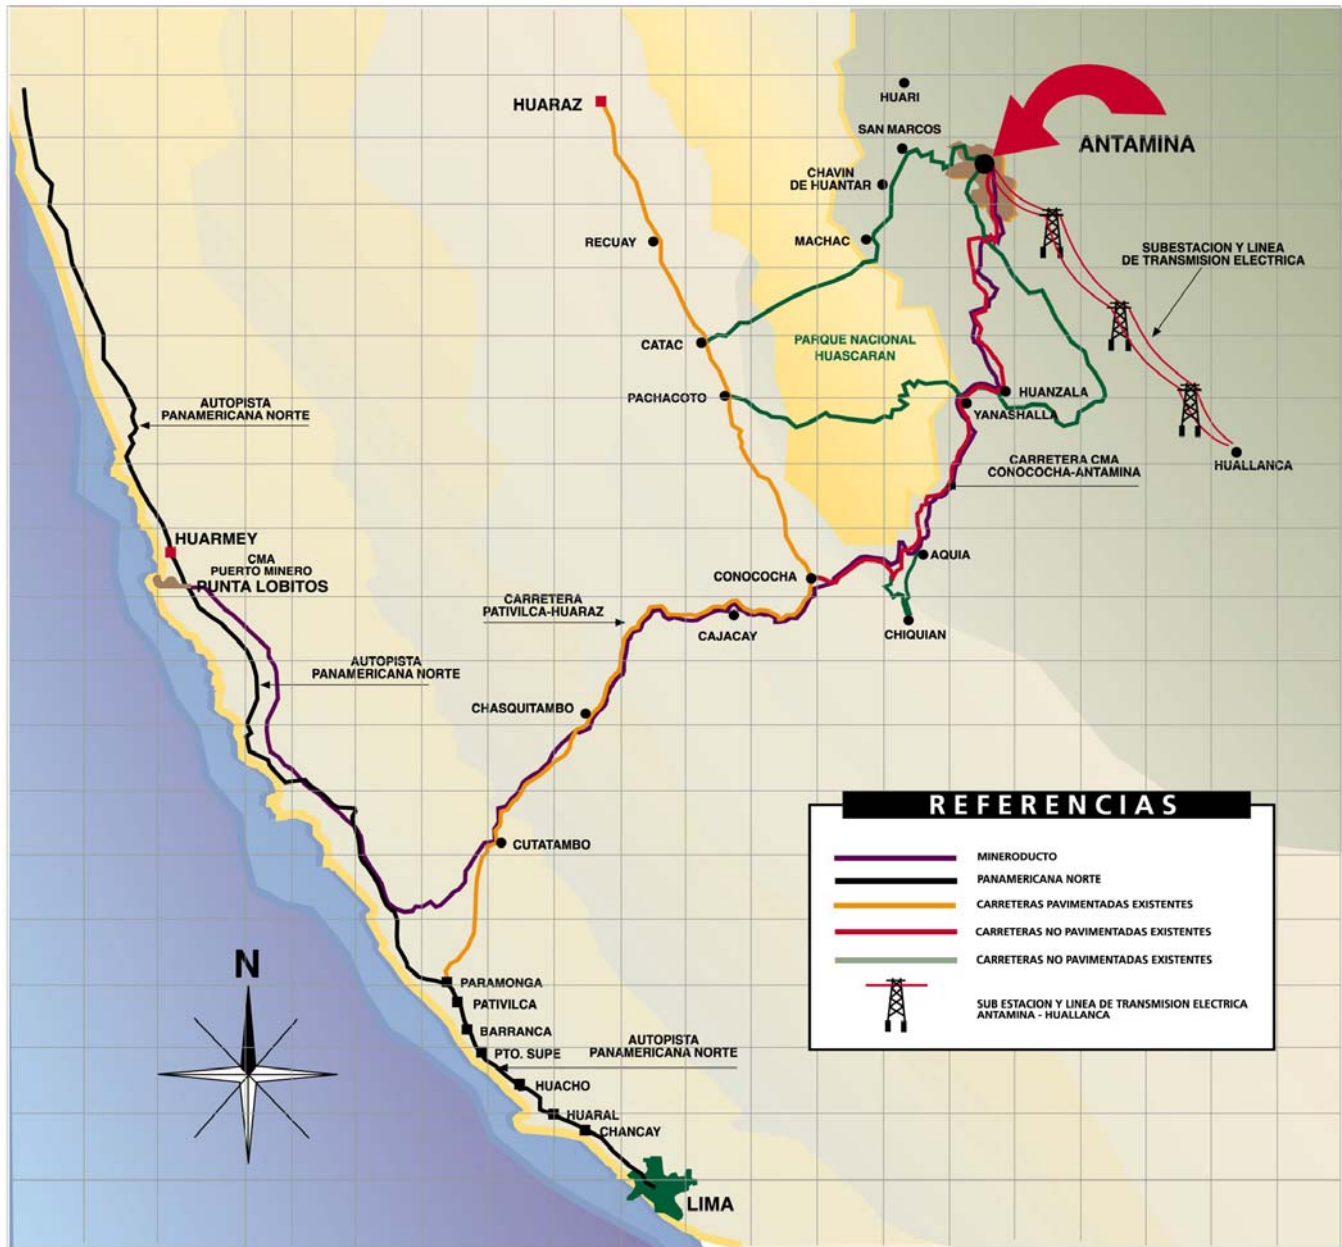 HUARI
HUARAZ
SAN MARCOS
ANTAMINA
CHAVIN
DE HUANTAR
RECUAY
MACHAC
SUBESTACION Y LINEA
DE TRANSMISION ELECTRICA
CATAC
PARQUE NACIONAL
HUASCARAN
PACHACOTO
HUANZALA
YANASHALLA
AUTOPISTA
PANAMERICANA NORTE
CARRETERA CMA
CONOCOCHA-ANTAMINA
HUALLANCA
HUARMEY
CMA
PUERTO MINERO
PUNTA LOBITOS
AQUIA
CONOCOCHA
CARRETERA
PATIVILCA-HUARAZ
CAJACAY
CHIQUIAN
AUTOPISTA
PANAMERICANA NORTE
CHASQUITAMBO
CUTATAMBO
REFERENCIAS
MINERODUCTO
PANAMERICANA NORTE
CARRETERAS PAVIMENTADAS EXISTENTES
CARRETERAS NO PAVIMENTADAS EXISTENTES
CARRETERAS NO PAVIMENTADAS EXISTENTES
SUB ESTACION Y LINEA DE TRANSMISION ELECTRICA
ANTAMINA - HUALLANCA
N
PARAMONGA
PATIVILCA
BARRANCA
PTO. SUPE
AUTOPISTA
PANAMERICANA NORTE
HUACHO
HUARAL
CHANCAY
LIMA